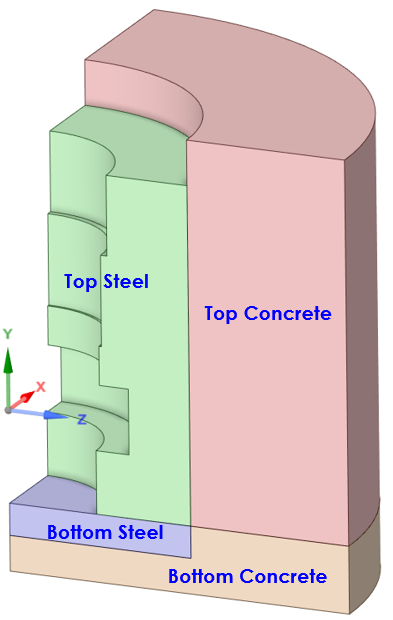 Top Steel
Top Concrete
Y
X
Z
Bottom Steel
Bottom Concrete